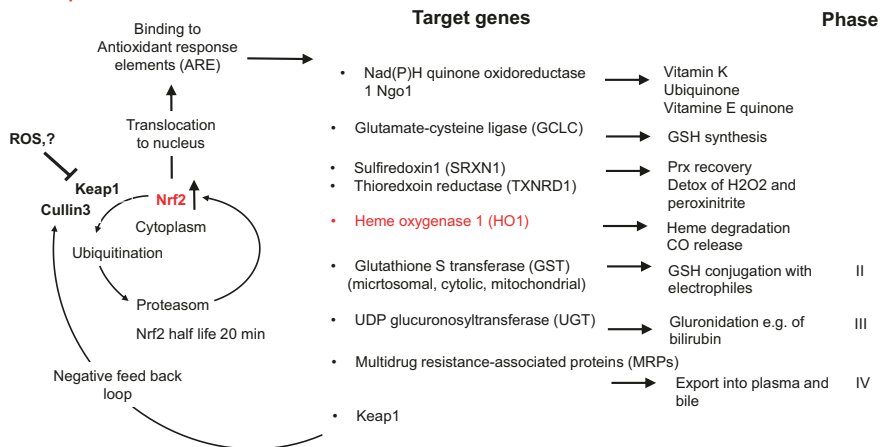 Target genes
Phase
Binding to
Antioxidant response
elements (ARE)
Translocation
to nucleus
ROS,?
Keap1
Cullin3
Nrf2
Cytoplasm
Ubiquitination
Proteasom
Nrf2 half life 20 min
Negative feed back
loop
• Nad(P)H quinone oxidoreductase
1 Ngo1
Vitamin K
Ubiquinone
Vitamine E quinone
• Glutamate-cysteine ligase (GCLC)
GSH synthesis
• Sulfiredoxin1 (SRXN1)
• Thioredoxoin reductase (TXNRD1)
Prx recovery
Detox of H2O2 and
peroxinitrite
• Heme oxygenase 1 (HO1)
Heme degradation
CO release
• Glutathione S transferase (GST)
(micrtosomal, cytolic, mitochondrial)
GSH conjugation with
electrophiles
II
• UDP glucuronosyltransferase (UGT)
Gluronidation e.g. of
bilirubin
III
• Multidrug resistance-associated proteins (MRPs)
Export into plasma and
bile
IV
• Keap1